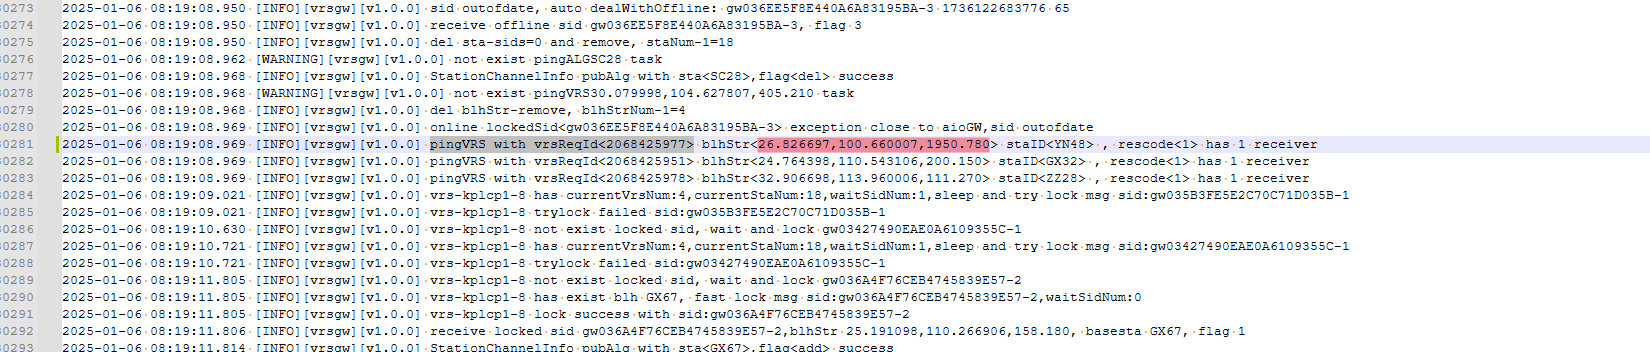 30273 2025-01-06 08:19:08.950 [INFO][vrsgw][v1.0.0] sid outofdate, auto dealWithOffline: gw036EE5F8E440A6A83195BA-3 1736122683776 65
30274 2025-01-06 08:19:08.950 [INFO][vrsgw][v1.0.0] receive offline sid gw036EE5F8E440A6A83195BA-3, flag 3
30275 2025-01-06 08:19:08.950 [INFO][vrsgw][v1.0.0] del sta-sids=0 and remove, staNum-1=18
30276 2025-01-06 08:19:08.962 [WARNING][vrsgw][v1.0.0] not exist pingALGSC28 task
30277 2025-01-06 08:19:08.968 [INFO][vrsgw][v1.0.0] StationChannelInfo pubAlg with sta<SC28>,flag<del> success
30278 2025-01-06 08:19:08.968 [WARNING][vrsgw][v1.0.0] not exist pingVRS30.079998,104.627807,405.210 task
30279 2025-01-06 08:19:08.968 [INFO][vrsgw][v1.0.0] del blhStr-remove, blhStrNum-1=4
30280 2025-01-06 08:19:08.969 [INFO][vrsgw][v1.0.0] online lockedSid<gw036EE5F8E440A6A83195BA-3> exception close to aioGW,sid outofdate
30281 2025-01-06 08:19:08.969 [INFO][vrsgw][v1.0.0] pingVRS with vrsReqId<2068425977> blhStr<26.826697,100.660007,1950.780> staID<YN48> , rescode<1> has 1 receiver
30282 2025-01-06 08:19:08.969 [INFO][vrsgw][v1.0.0] pingVRS with vrsReqId<2068425951> blhStr<24.764398,110.543106,200.150> staID<GX32> , rescode<1> has 1 receiver
30283 2025-01-06 08:19:08.969 [INFO][vrsgw][v1.0.0] pingVRS with vrsReqId<2068425978> blhStr<32.906698,113.960006,111.270> staID<ZZ28> , rescode<1> has 1 receiver
30284 2025-01-06 08:19:09.021 [INFO][vrsgw][v1.0.0] vrs-kplcp1-8 has currentVrsNum:4,currentStaNum:18,waitSidNum:1,sleep and try lock msg sid:gw035B3FE5E2C70C71D035B-1
30285 2025-01-06 08:19:09.021 [INFO][vrsgw][v1.0.0] vrs-kplcp1-8 trylock failed sid:gw035B3FE5E2C70C71D035B-1
30286 2025-01-06 08:19:10.630 [INFO][vrsgw][v1.0.0] vrs-kplcp1-8 not exist locked sid, wait and lock gw03427490EAE0A6109355C-1
30287 2025-01-06 08:19:10.721 [INFO][vrsgw][v1.0.0] vrs-kplcp1-8 has currentVrsNum:4,currentStaNum:18,waitSidNum:1,sleep and try lock msg sid:gw03427490EAE0A6109355C-1
30288 2025-01-06 08:19:10.721 [INFO][vrsgw][v1.0.0] vrs-kplcp1-8 trylock failed sid:gw03427490EAE0A6109355C-1
30289 2025-01-06 08:19:11.805 [INFO][vrsgw][v1.0.0] vrs-kplcp1-8 not exist locked sid, wait and lock gw036A4F76CEB4745839E57-2
30290 2025-01-06 08:19:11.805 [INFO][vrsgw][v1.0.0] vrs-kplcp1-8 has exist blh GX67, fast lock msg sid:gw036A4F76CEB4745839E57-2,waitSidNum:0
30291 2025-01-06 08:19:11.805 [INFO][vrsgw][v1.0.0] vrs-kplcp1-8 lock success with sid:gw036A4F76CEB4745839E57-2
30292 2025-01-06 08:19:11.806 [INFO][vrsgw][v1.0.0] receive locked sid gw036A4F76CEB4745839E57-2,blhStr 25.191098,110.266906,158.180, basesta GX67, flag 1
30293 2025-01-06 08:19:11.814 [INFO][vrsgw][v1.0.0] StationChannelInfo pubAlg with sta<GX67>,flag<add> success